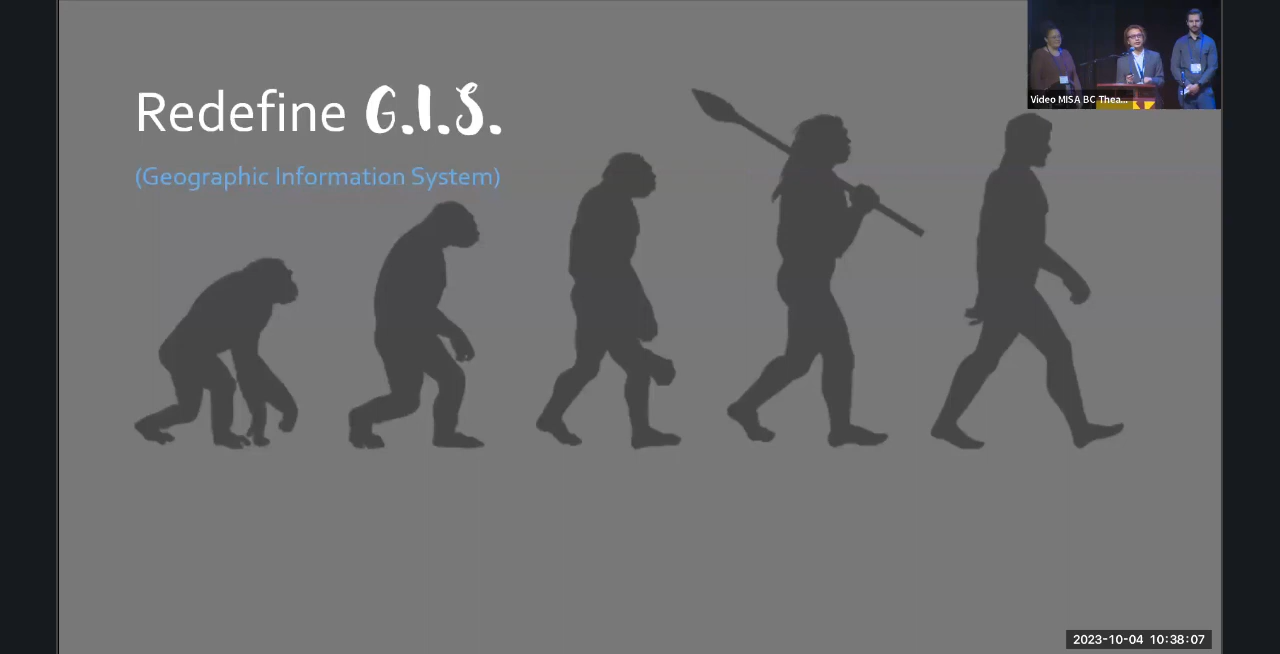 Redefine G.I.S.
(Geographic Information System)
Video MISA BC Thea...
2023-10-04 10:38:07